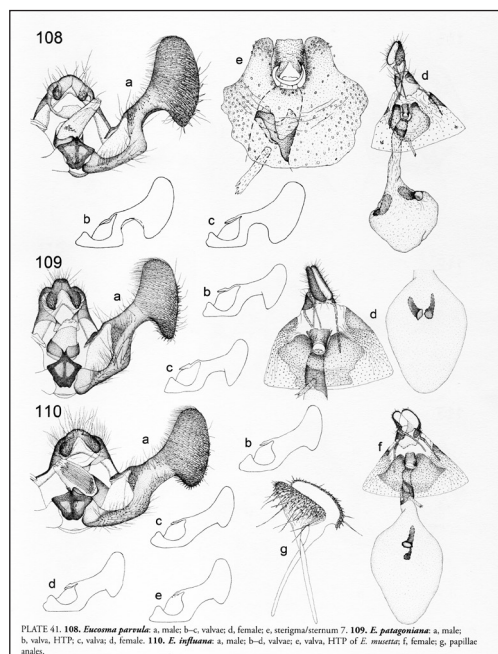 108
a
e
d
b
c
109
a
b
d
c
110
a
b
f
c
g
d
e
PLATE 41. 108. Eucosma parvula: a, male; b–c, valvae; d, female; e, sterigma/sternum 7. 109. E. patagoniana: a, male;
b, valva, HTP; c, valva; d, female. 110. E. influana: a, male; b–d, valvae; e, valva, HTP of E. musetta; f, female; g, papillae
anales.